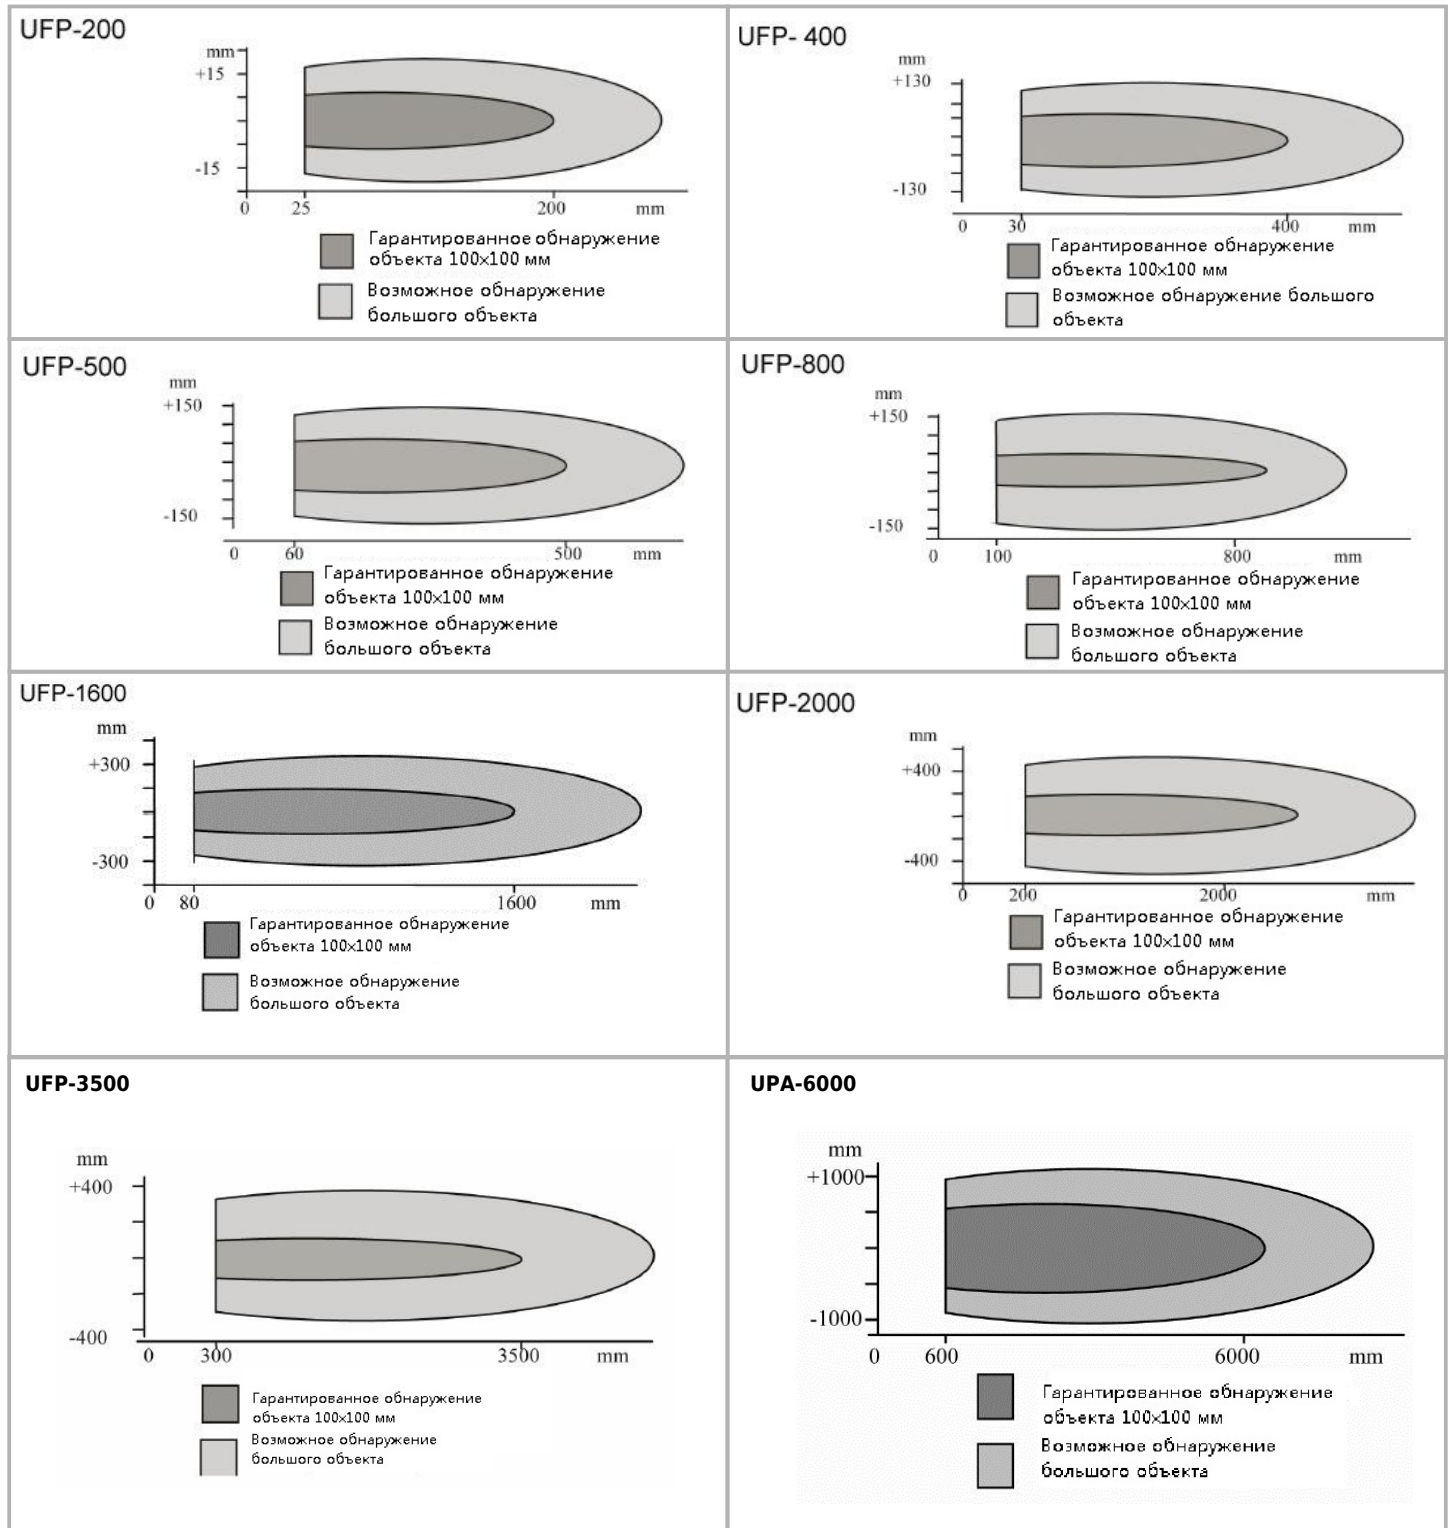 UFP-200
mm
+15
-15
0 25 200 mm
Гарантированное обнаружение
объекта 100x100 мм
Возможное обнаружение
большого объекта
UFP- 400
mm
+130
-130
0 30 400 mm
Гарантированное обнаружение
объекта 100x100 мм
Возможное обнаружение большого
объекта
UFP-500
mm
+150
-150
0 60 500 mm
Гарантированное обнаружение
объекта 100x100 мм
Возможное обнаружение
большого объекта
UFP-800
mm
+150
-150
0 100 800 mm
Гарантированное обнаружение
объекта 100x100 мм
Возможное обнаружение
большого объекта
UFP-1600
mm
+300
-300
0 80 1600 mm
Гарантированное обнаружение
объекта 100x100 мм
Возможное обнаружение
большого объекта
UFP-2000
mm
+400
-400
0 200 2000 mm
Гарантированное обнаружение
объекта 100x100 мм
Возможное обнаружение
большого объекта
UFP-3500
mm
+400
-400
0 300 3500 mm
Гарантированное обнаружение
объекта 100x100 мм
Возможное обнаружение
большого объекта
UPA-6000
mm
+1000
-1000
0 600 6000 mm
Гарантированное обнаружение
объекта 100x100 мм
Возможное обнаружение
большого объекта